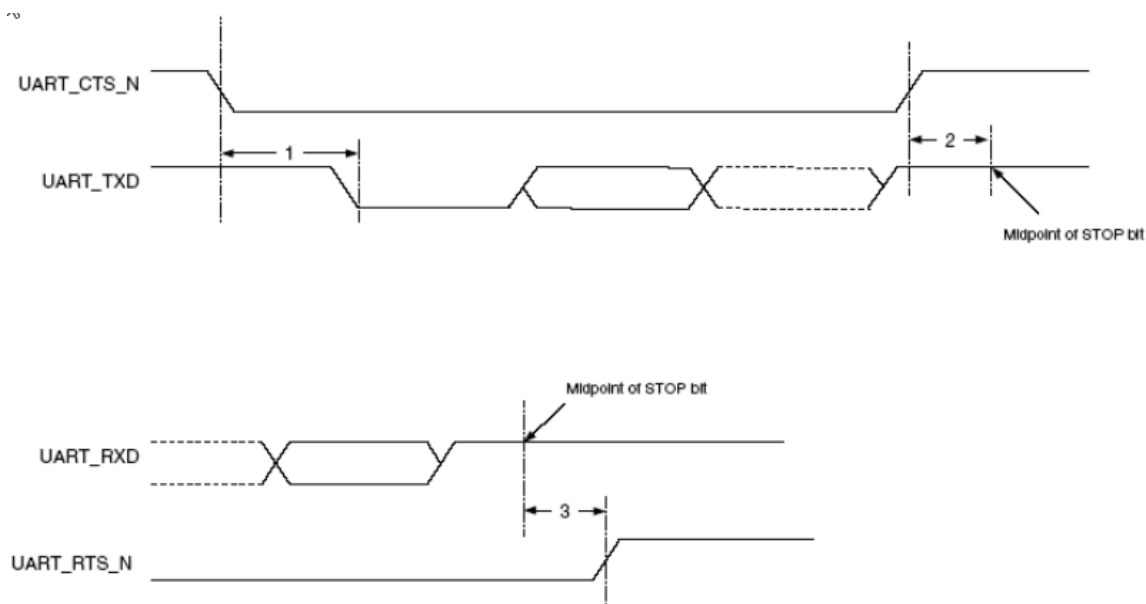 UART_CTS_N
1
2
UART_TXD
Midpoint of STOP bit
Midpoint of STOP bit
UART_RXD
3
UART_RTS_N